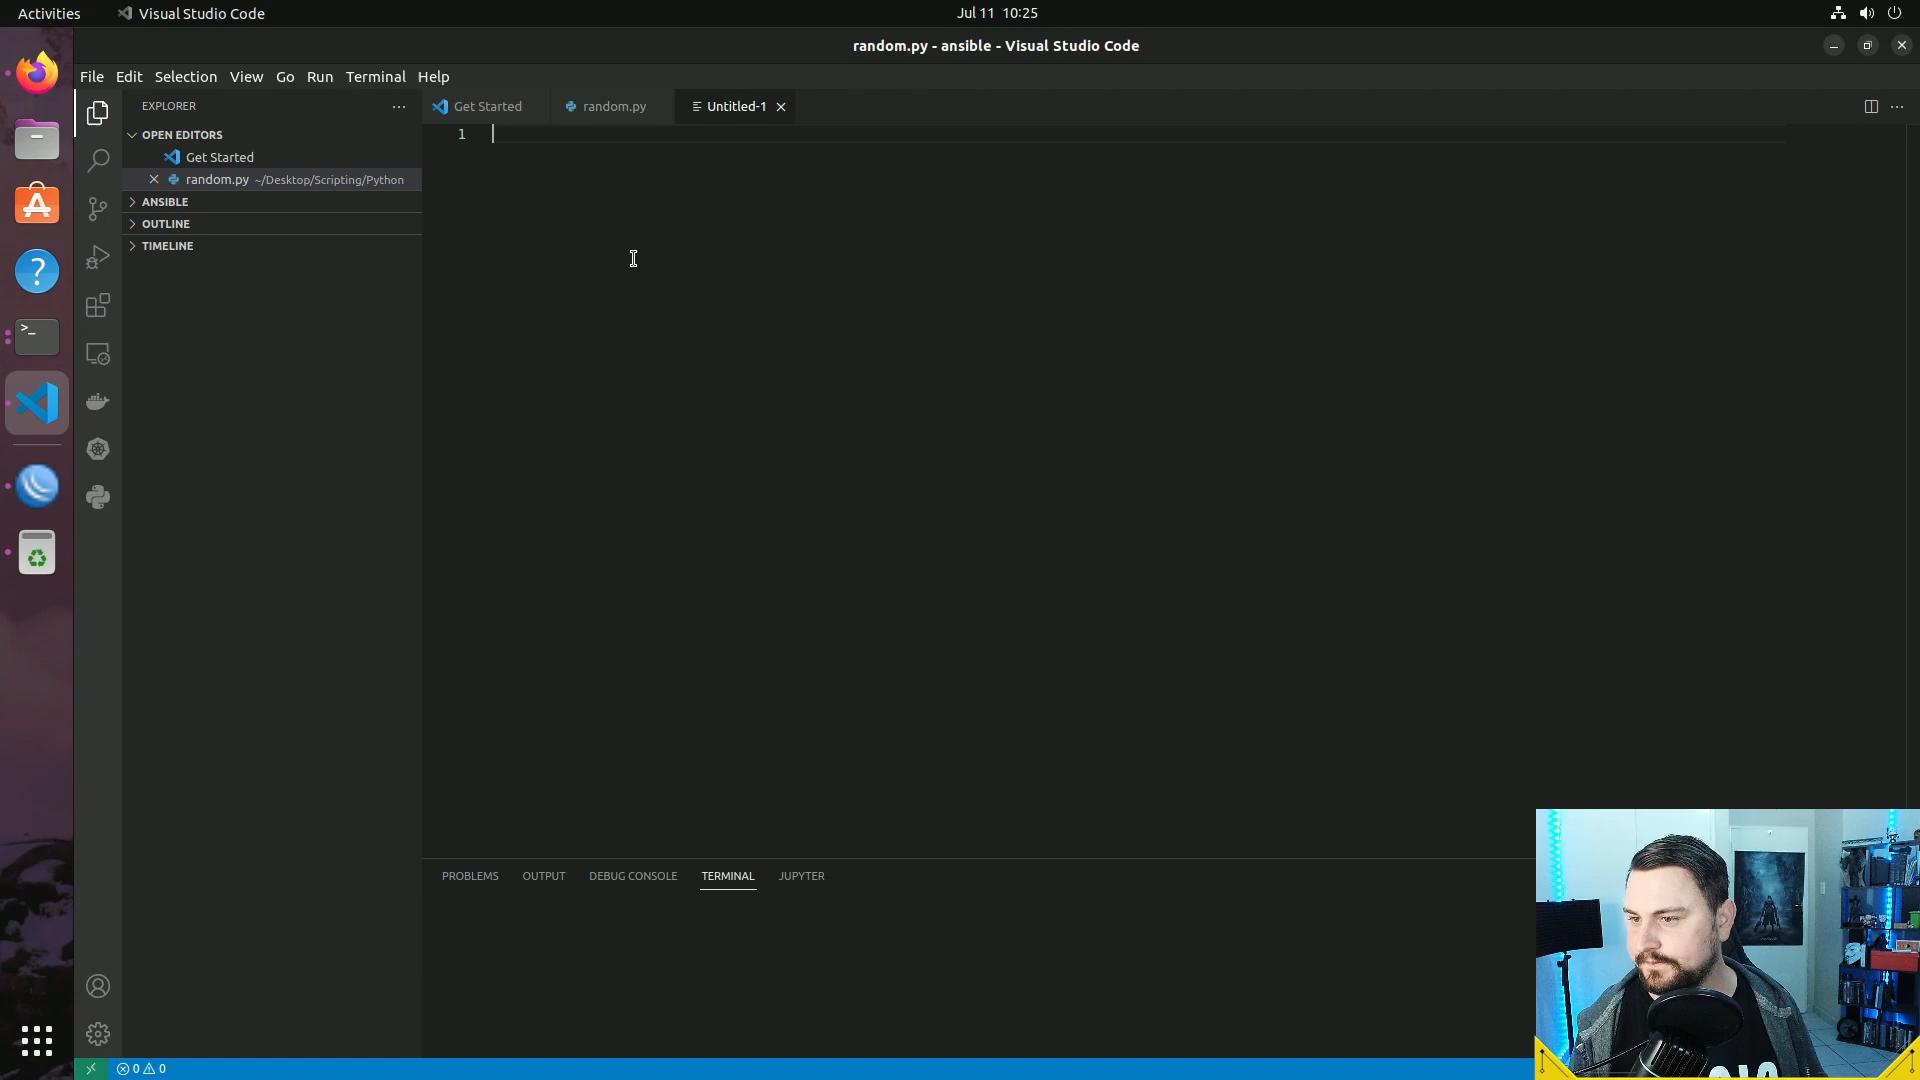 Activities
Visual Studio Code
Jul 11 10:25
random.py - ansible - Visual Studio Code
File Edit Selection View Go Run Terminal Help
EXPLORER
Get Started
random.py
Untitled-1
OPEN EDITORS
Get Started
random.py ~/Desktop/Scripting/Python
ANSIBLE
OUTLINE
TIMELINE
1
PROBLEMS OUTPUT DEBUG CONSOLE TERMINAL JUPYTER
0 0